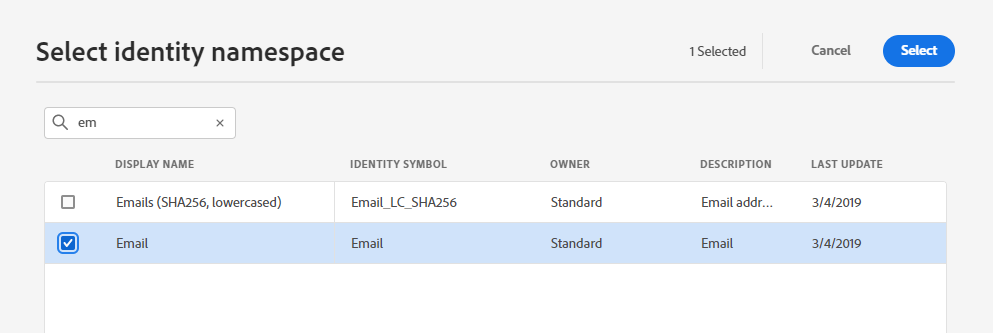 Select identity namespace 1 Selected Cancel Select
em
DISPLAY NAME IDENTITY SYMBOL OWNER DESCRIPTION LAST UPDATE
Emails (SHA256, lowercased) Email_LC_SHA256 Standard Email addr... 3/4/2019
Email Email Standard Email 3/4/2019